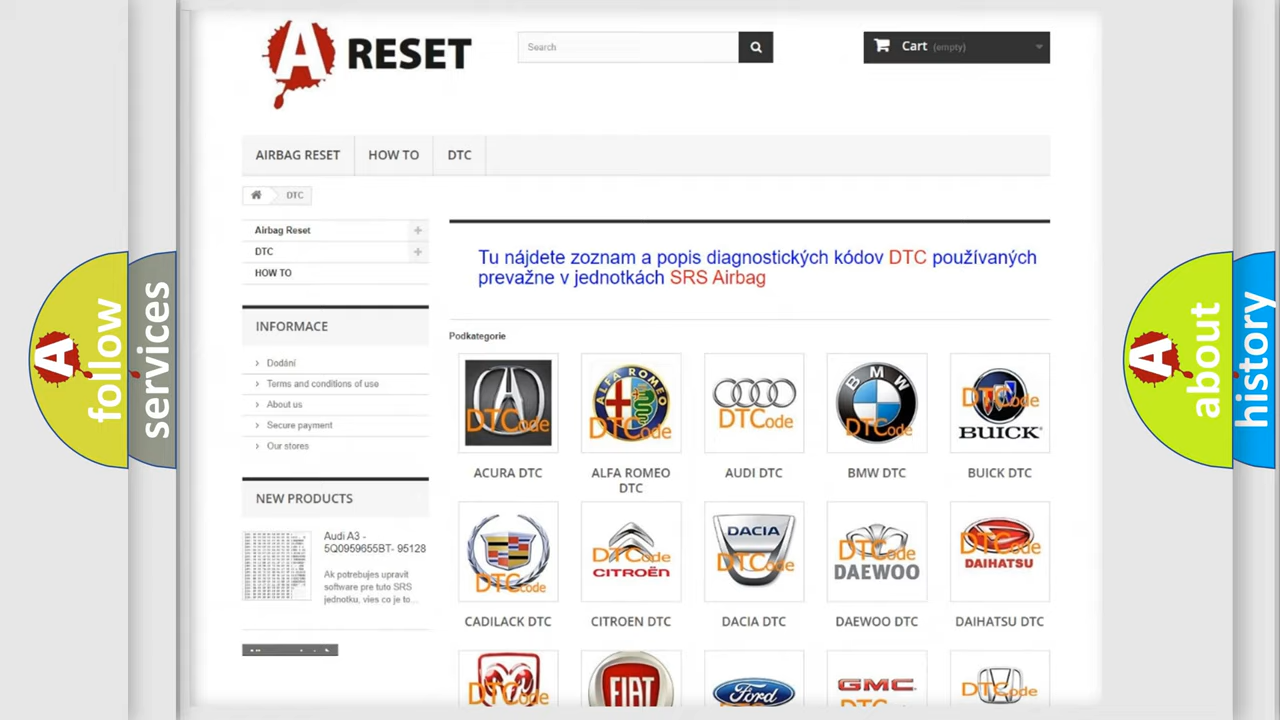 A RESET
Search
Cart (empty)
AIRBAG RESET
HOW TO
DTC
DTC
Airbag Reset
DTC
HOW TO
Tu nájdete zoznam a popis diagnostických kódov DTC používaných
prevažne v jednotkách SRS Airbag
INFORMACE
Dodání
Terms and conditions of use
About us
Secure payment
Our stores
Podkategorie
DTCode
ALFA ROMEO
DTCode
DTCode
BMW
DTCode
DTCode
BUICK
ACURA DTC
ALFA ROMEO
DTC
AUDI DTC
BMW DTC
BUICK DTC
NEW PRODUCTS
Audi A3 -
5Q0959655BT- 95128
Ak potrebujes upravit
software pre tuto SRS
jednotku, vies co je to...
DTCode
DTCode
CITROËN
DACIA
DTCode
DTCode
DAEWOO
DTCode
DAIHATSU
CADILACK DTC
CITROEN DTC
DACIA DTC
DAEWOO DTC
DAIHATSU DTC
DTCode
FIAT
Ford
GMC
DTCode
A follow
services
A about
history